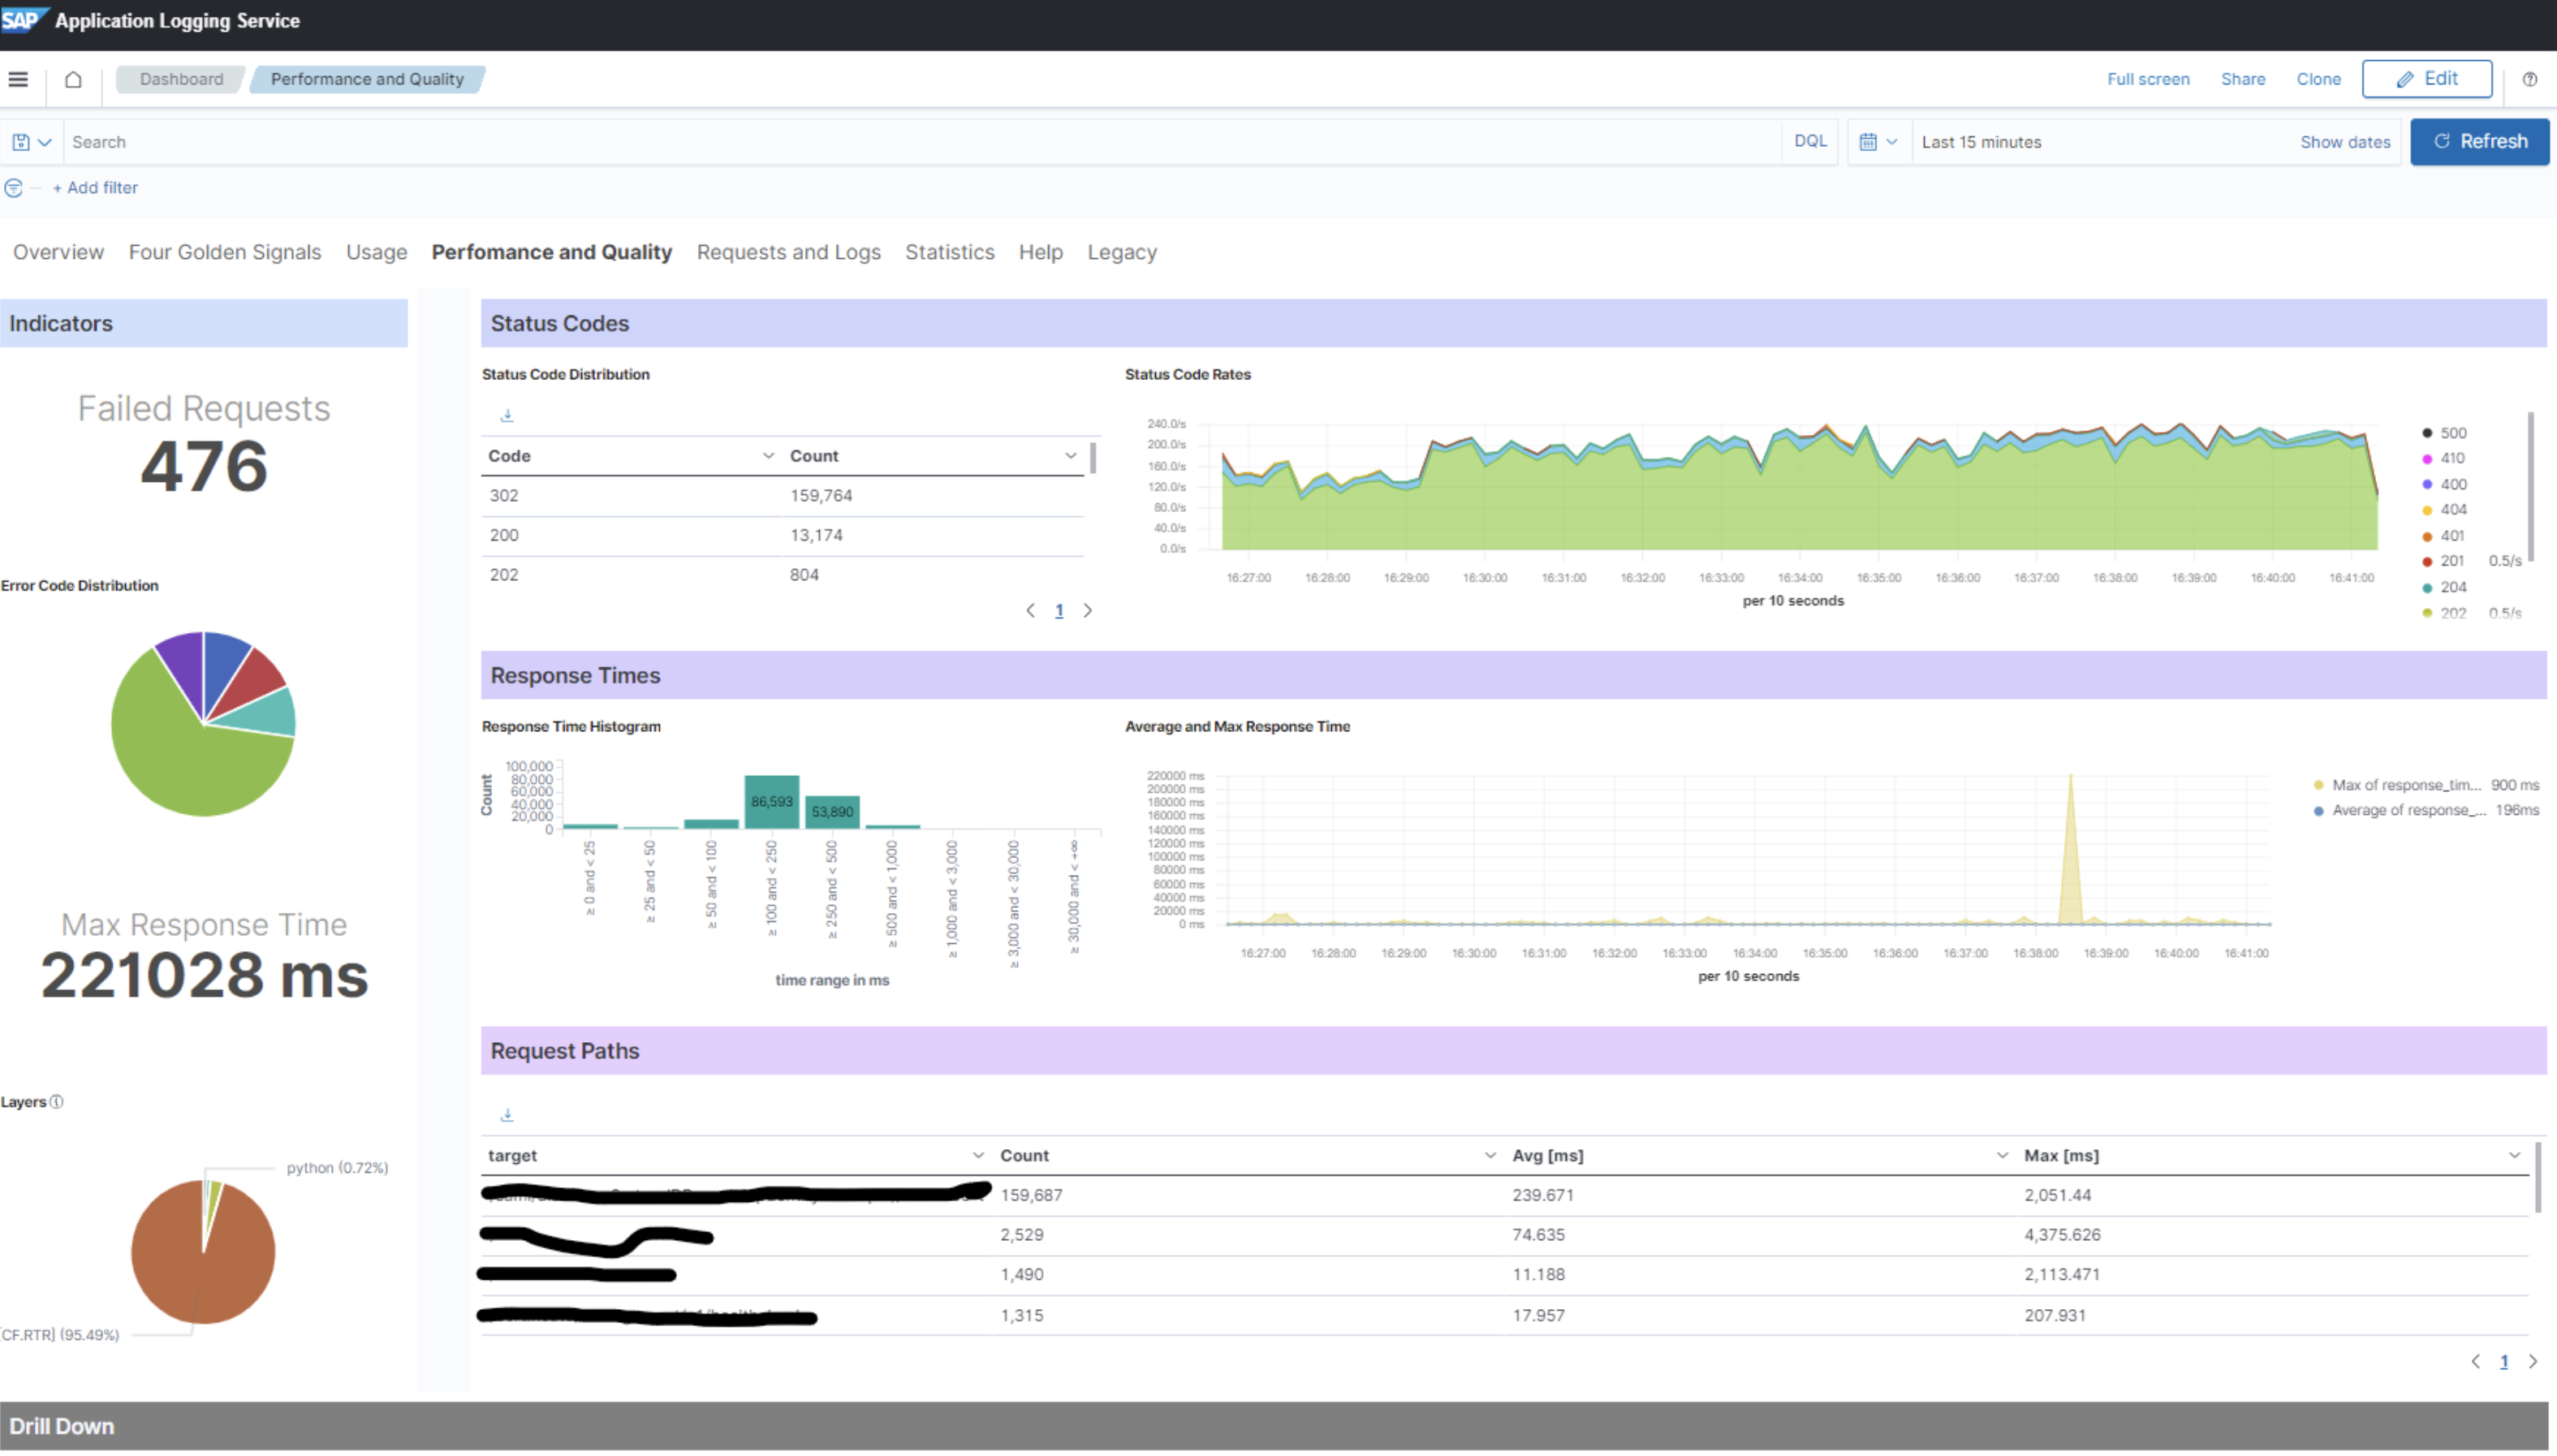 SAP Application Logging Service
Dashboard Performance and Quality Full screen Share Clone Edit
Search DQL Last 15 minutes Show dates Refresh
+ Add filter
Overview Four Golden Signals Usage Perfomance and Quality Requests and Logs Statistics Help Legacy
Indicators
Failed Requests
476
Error Code Distribution
Max Response Time
221028 ms
Layers
python (0.72%)
[CF.RTR] (95.49%)
Status Codes
Status Code Distribution
Code Count
302 159,764
200 13,174
202 804
1
Status Code Rates
240.0/s
200.0/s
160.0/s
120.0/s
80.0/s
40.0/s
0.0/s
16:27:00 16:28:00 16:29:00 16:30:00 16:31:00 16:32:00 16:33:00 16:34:00 16:35:00 16:36:00 16:37:00 16:38:00 16:39:00 16:40:00 16:41:00
per 10 seconds
500
410
400
404
401
201 0.5/s
204
202 0.5/s
Response Times
Response Time Histogram
Count
100,000
80,000
60,000
40,000
20,000
0
86,593
53,890
≥ 0 and < 25
≥ 25 and < 50
≥ 50 and < 100
≥ 100 and < 250
≥ 250 and < 500
≥ 500 and < 1,000
≥ 1,000 and < 3,000
≥ 3,000 and < 30,000
≥ 30,000 and < +∞
time range in ms
Average and Max Response Time
220000 ms
200000 ms
180000 ms
160000 ms
140000 ms
120000 ms
100000 ms
80000 ms
60000 ms
40000 ms
20000 ms
0 ms
16:27:00 16:28:00 16:29:00 16:30:00 16:31:00 16:32:00 16:33:00 16:34:00 16:35:00 16:36:00 16:37:00 16:38:00 16:39:00 16:40:00 16:41:00
per 10 seconds
Max of response_tim... 900 ms
Average of response_... 196ms
Request Paths
target Count Avg [ms] Max [ms]
159,687 239.671 2,051.44
2,529 74.635 4,375.626
1,490 11.188 2,113.471
1,315 17.957 207.931
1
Drill Down